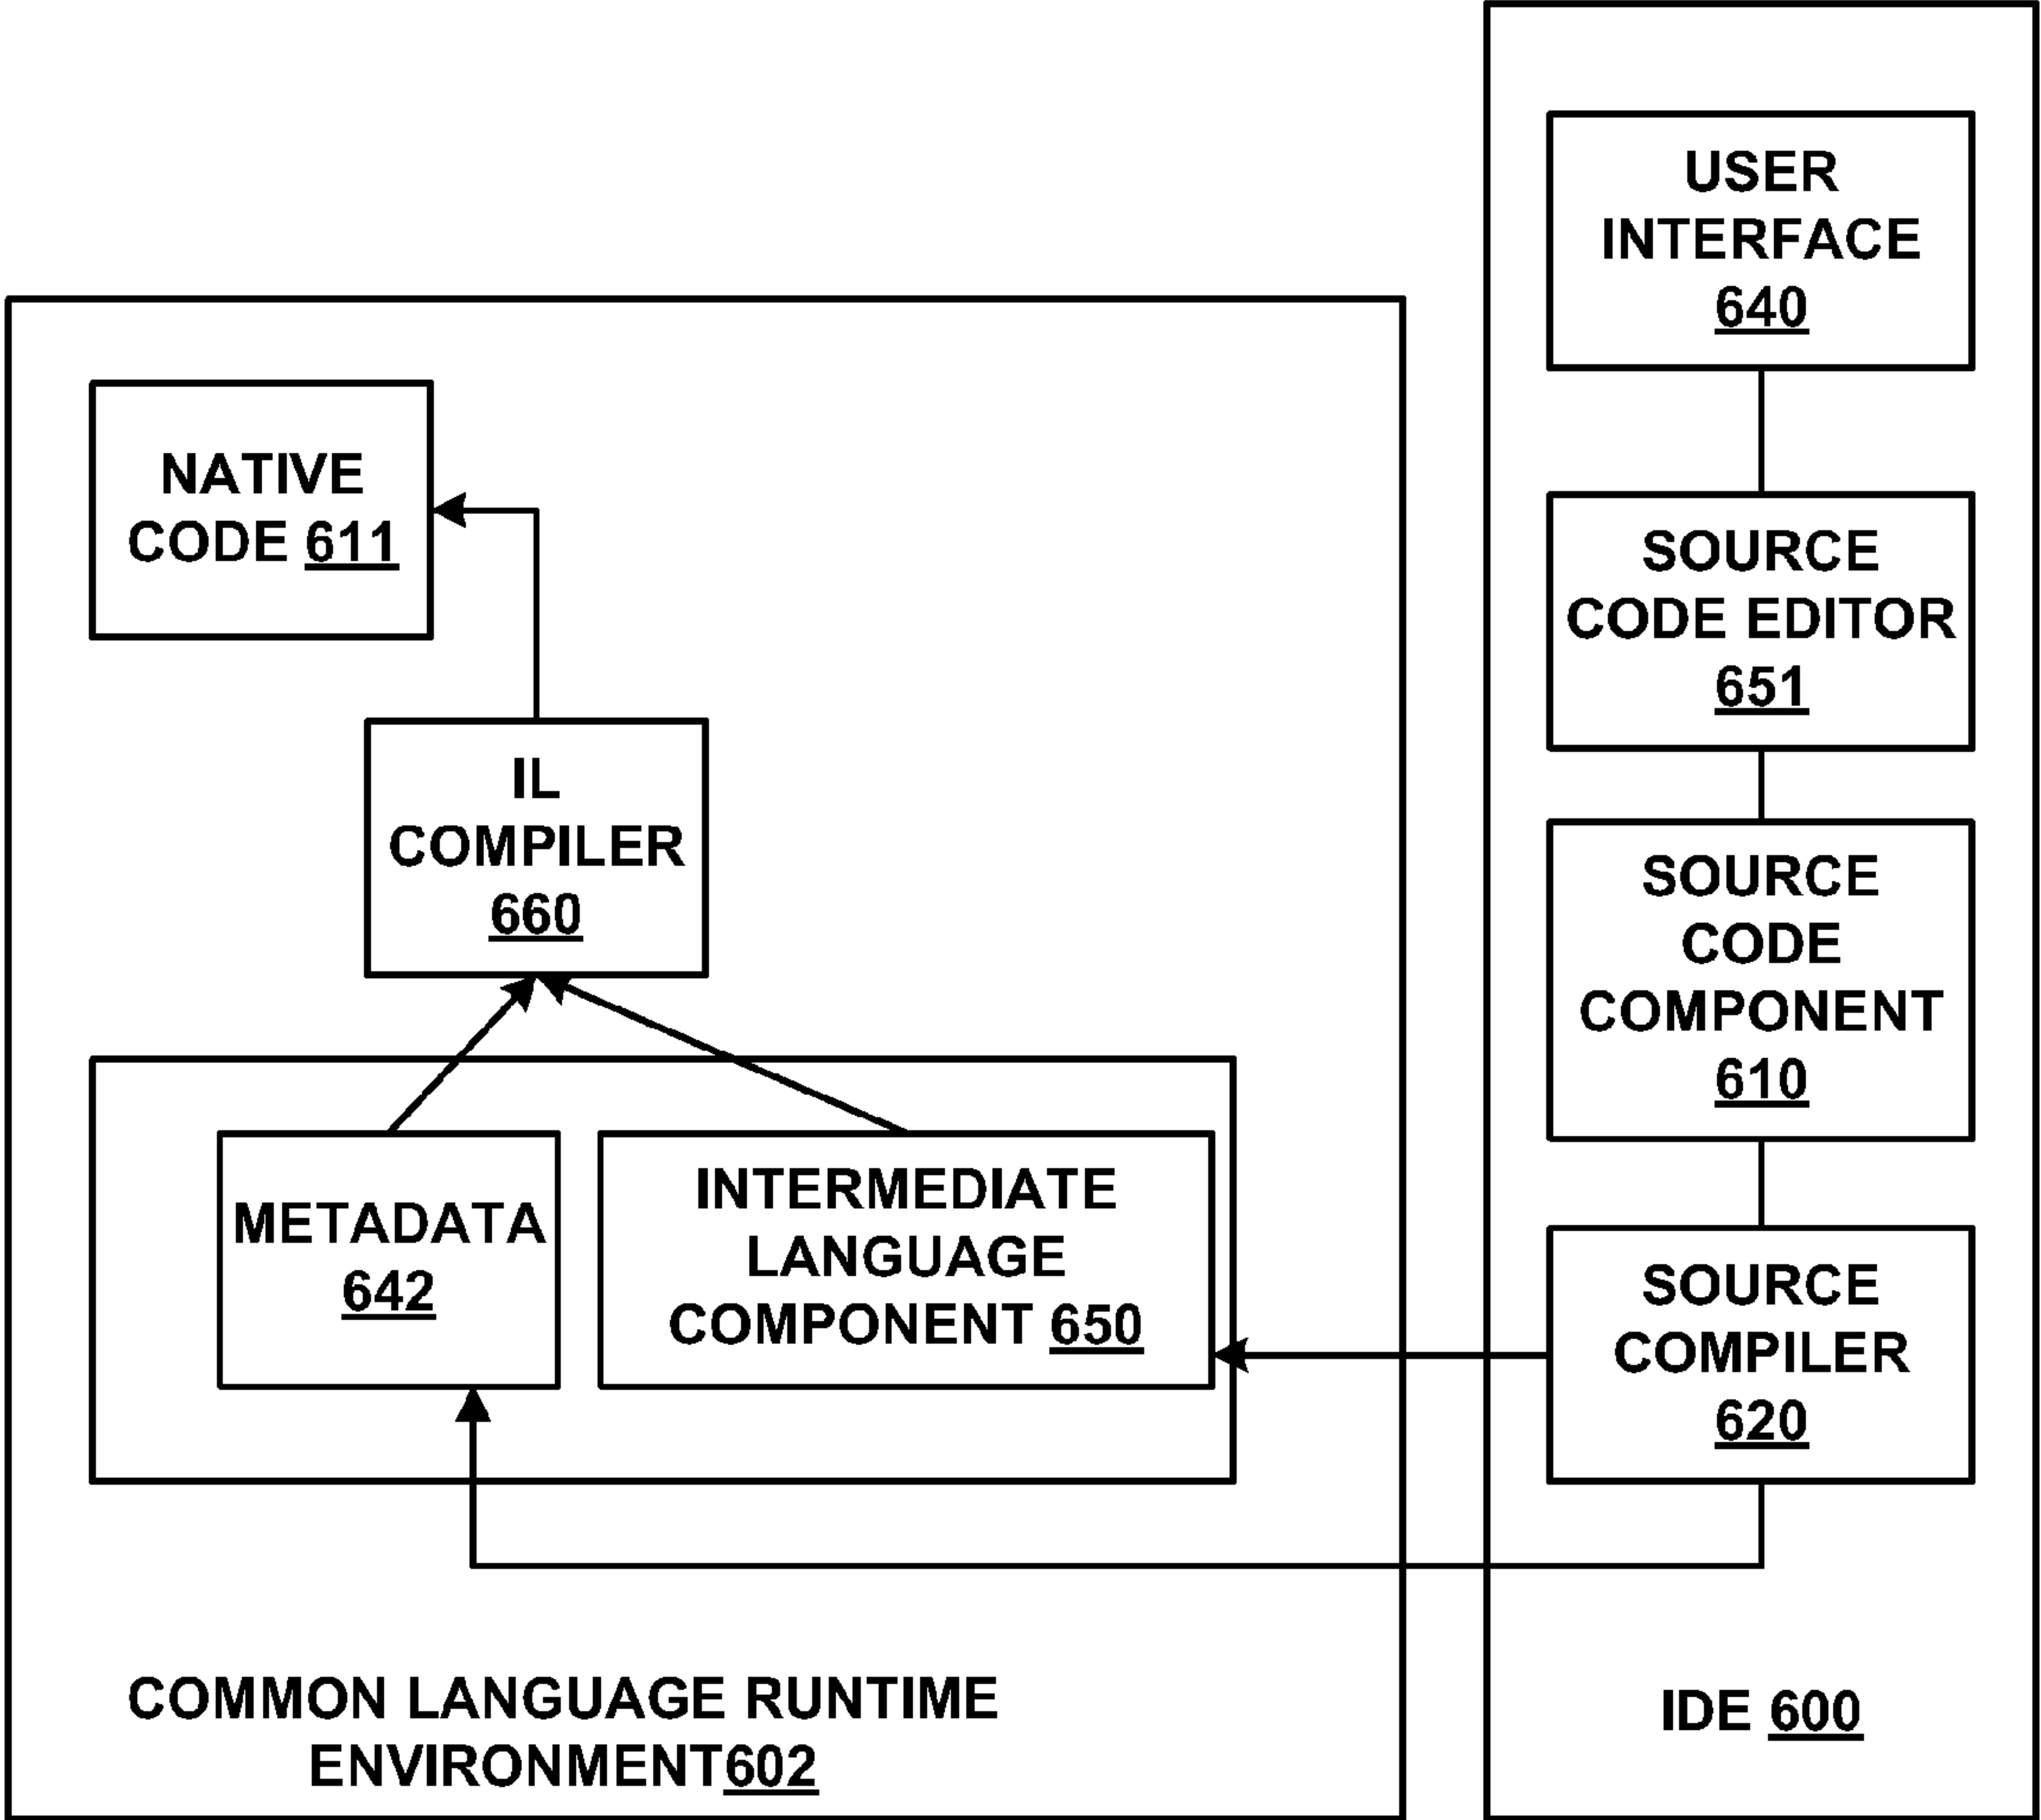 USER
INTERFACE
640
NATIVE
CODE 611
SOURCE
CODE EDITOR
651
IL
COMPILER
660
SOURCE
CODE
COMPONENT
610
METADATA
642
INTERMEDIATE
LANGUAGE
COMPONENT 650
SOURCE
COMPILER
620
COMMON LANGUAGE RUNTIME
ENVIRONMENT602
IDE 600